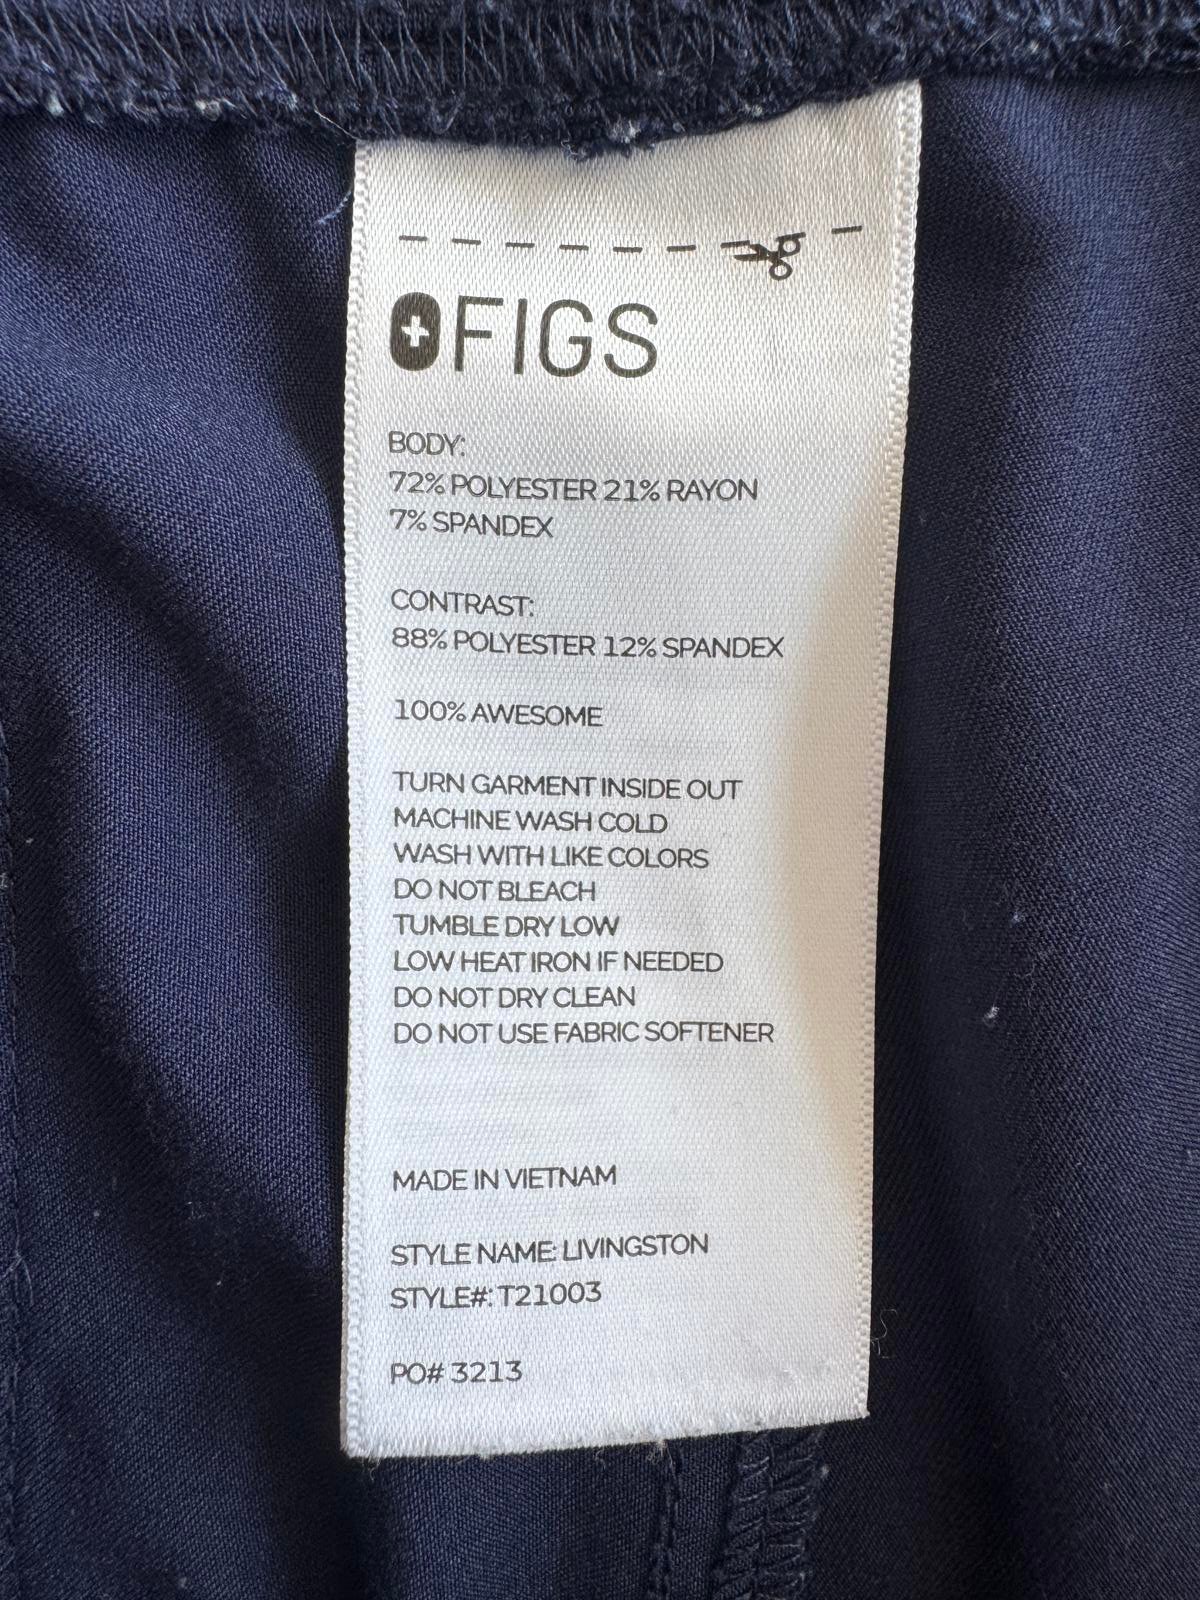 FIGS
BODY:
72% POLYESTER 21% RAYON
7% SPANDEX
CONTRAST:
88% POLYESTER 12% SPANDEX
100% AWESOME
TURN GARMENT INSIDE OUT
MACHINE WASH COLD
WASH WITH LIKE COLORS
DO NOT BLEACH
TUMBLE DRY LOW
LOW HEAT IRON IF NEEDED
DO NOT DRY CLEAN
DO NOT USE FABRIC SOFTENER
MADE IN VIETNAM
STYLE NAME: LIVINGSTON
STYLE#: T21003
PO# 3213